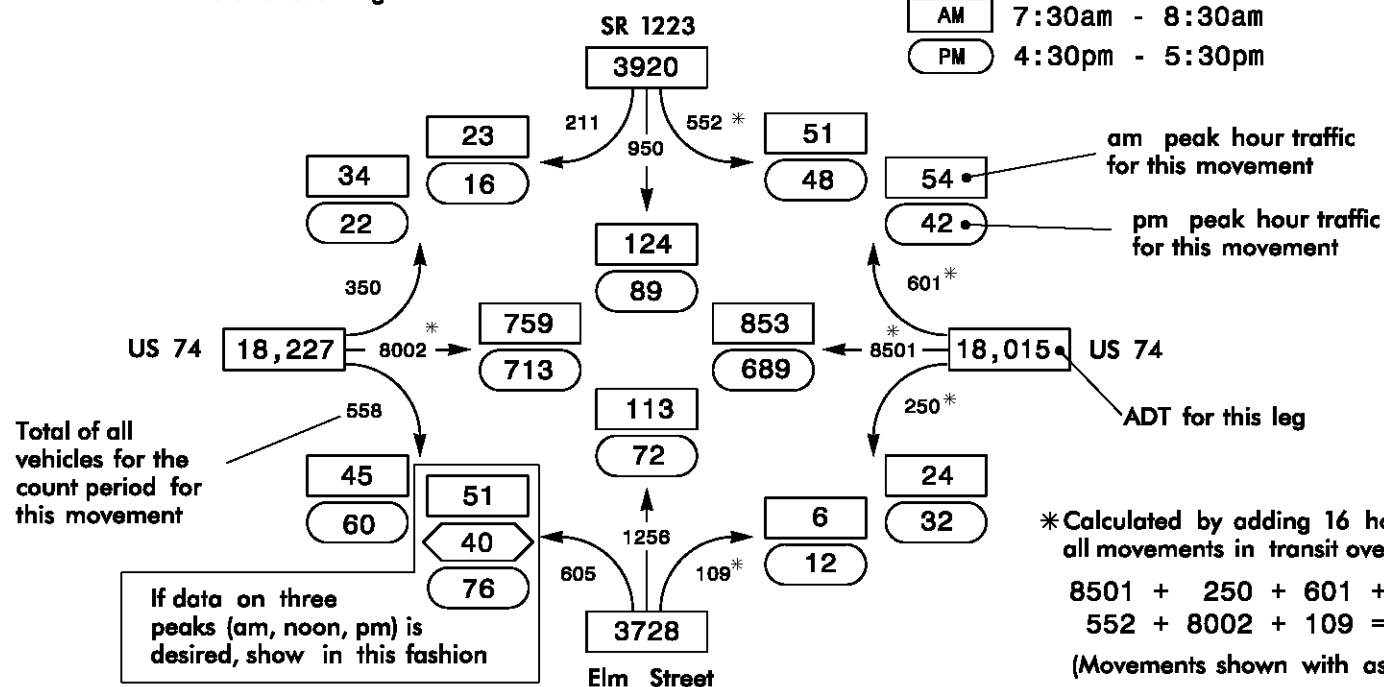 SR 1223
3920
AM 7:30am - 8:30am
PM 4:30pm - 5:30pm
211
950
552 *
23
16
34
22
51
48
54
42
am peak hour traffic
for this movement
pm peak hour traffic
for this movement
124
89
350
601*
US 74 18,227
*
8002
759
713
853
689
*
8501
18,015 US 74
558
250*
ADT for this leg
Total of all
vehicles for the
count period for
this movement
113
72
45
60
51
40
76
24
32
6
12
605
1256
109*
If data on three
peaks (am, noon, pm) is
desired, show in this fashion
3728
Elm Street
*Calculated by adding 16
all movements in transit
8501 + 250 + 601 +
552 + 8002 + 109 =
(Movements shown with